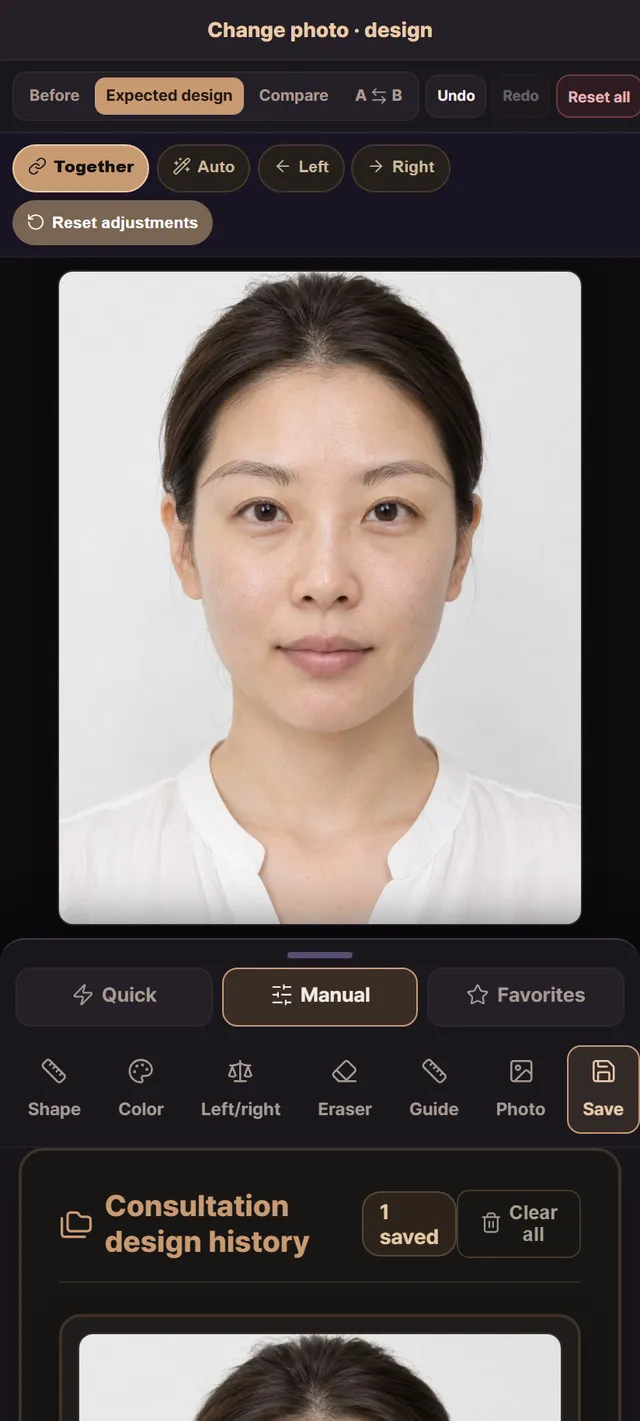 Change photo · design
Before
Expected design
Compare
A ⇆ B
Undo
Redo
Reset all
Together
Auto
Left
Right
Reset adjustments
Quick
Manual
Favorites
Shape
Color
Left/right
Eraser
Guide
Photo
Save
Consultation
design history
1
saved
Clear
all